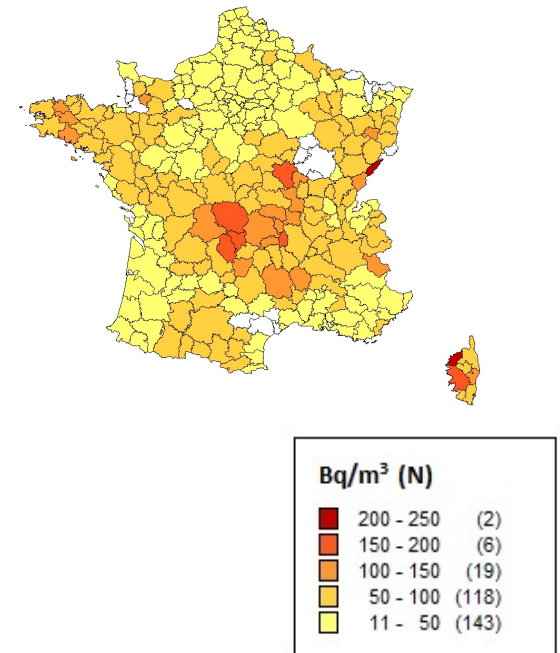 Bq/m³ (N)
200 - 250 (2)
150 - 200 (6)
100 - 150 (19)
50 - 100 (118)
11 - 50 (143)